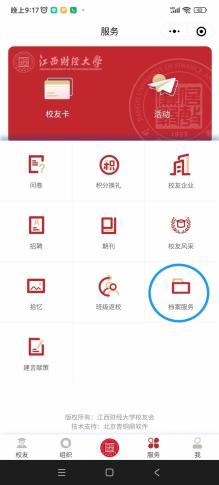 晚上9:17
服务
江西财经大学
校友卡
活动
问卷
积分换礼
校友企业
招聘
期刊
校友风采
拾忆
班级返校
档案服务
建言献策
版权所有：江西财经大学校友会
技术支持：北京青铜鼎软件
校友
组织
服务
我